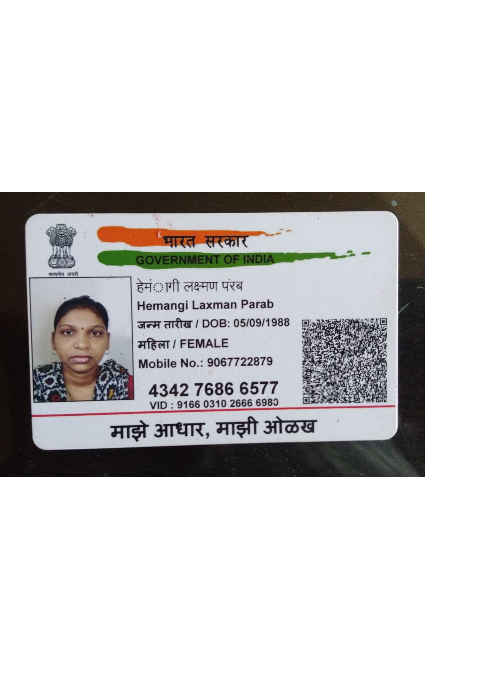 सत्यमेव जयते
भारत सरकार
GOVERNMENT OF INDIA
हेमंागी लक्ष्मण पंरब
Hemangi Laxman Parab
जन्म तारीख / DOB: 05/09/1988
महिला / FEMALE
Mobile No.: 9067722879
4342 7686 6577
VID : 9166 0310 2666 6980
माझे आधार, माझी ओळख